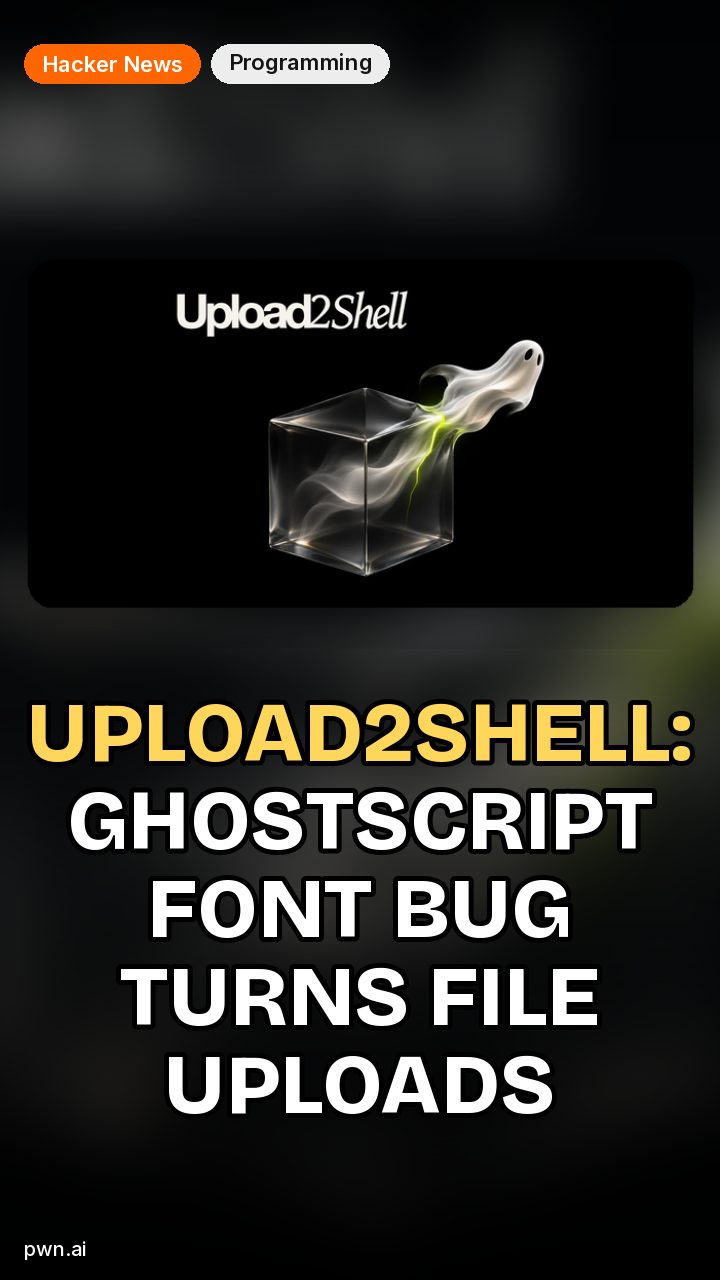 Hacker News
Programming
Upload2Shell
UPLOAD2SHELL:
GHOSTSCRIPT
FONT BUG
TURNS FILE
UPLOADS
pwn.ai